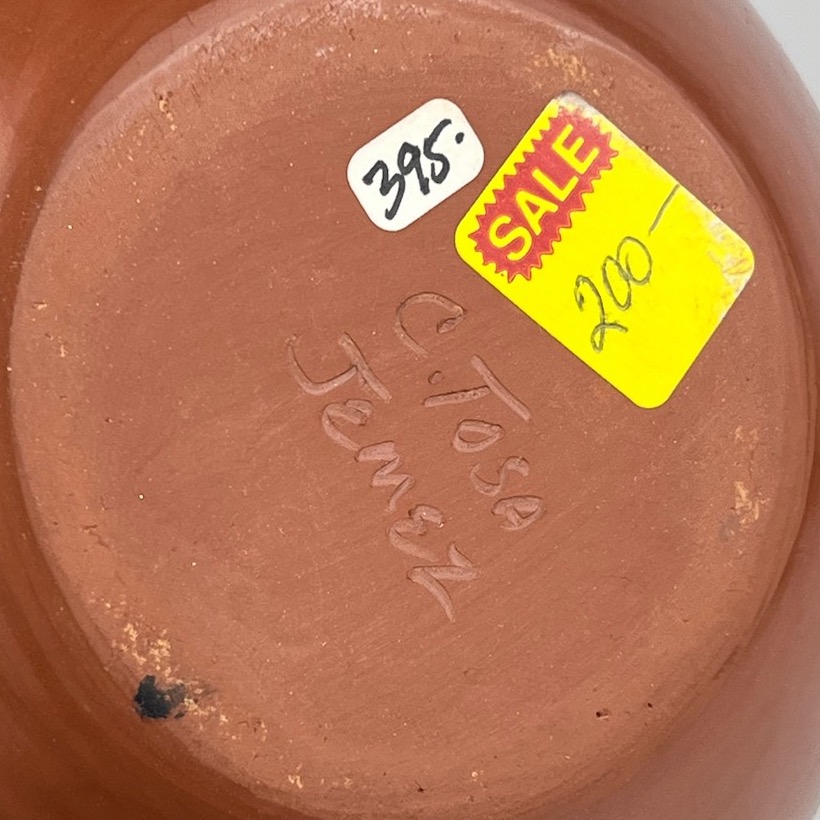 395.
SALE
200—
C. Tosa
Jemez